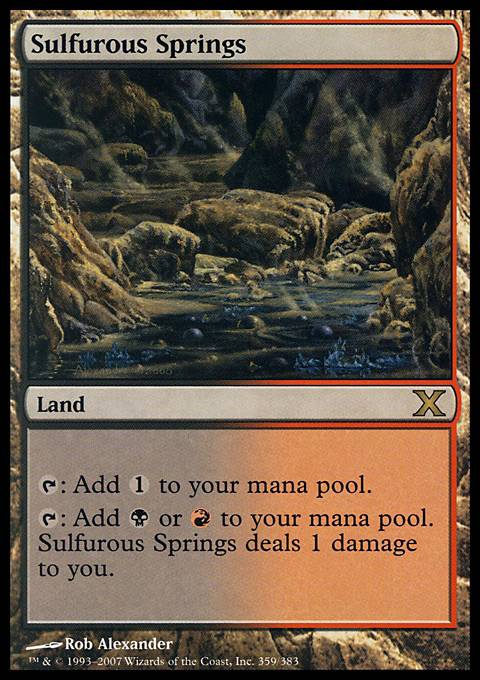 Sulfurous Springs
Land
X
: Add 1 to your mana pool.
: Add or to your mana pool.
Sulfurous Springs deals 1 damage
to you.
Rob Alexander
™ & © 1993–2007 Wizards of the Coast, Inc. 359/383